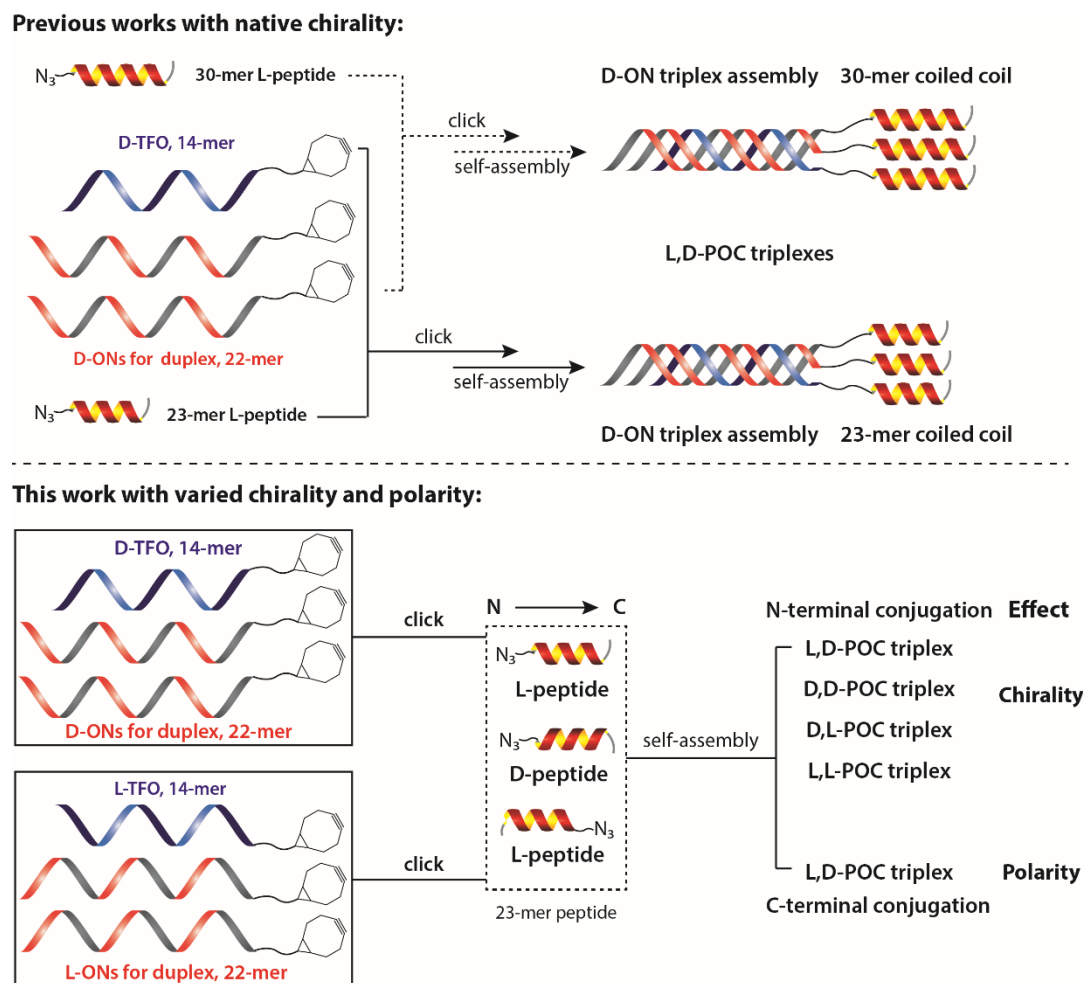 Previous works with native chirality:
N3 30-mer L-peptide
D-TFO, 14-mer
D-ONs for duplex, 22-mer
N3 23-mer L-peptide
click
self-assembly
click
self-assembly
D-ON triplex assembly 30-mer coiled coil
L,D-POC triplexes
D-ON triplex assembly 23-mer coiled coil
This work with varied chirality and polarity:
D-TFO, 14-mer
D-ONs for duplex, 22-mer
L-TFO, 14-mer
L-ONs for duplex, 22-mer
click
click
N C
N3
L-peptide
N3
D-peptide
N3
L-peptide
23-mer peptide
self-assembly
N-terminal conjugation Effect
L,D-POC triplex
D,D-POC triplex Chirality
D,L-POC triplex
L,L-POC triplex
L,D-POC triplex Polarity
C-terminal conjugation